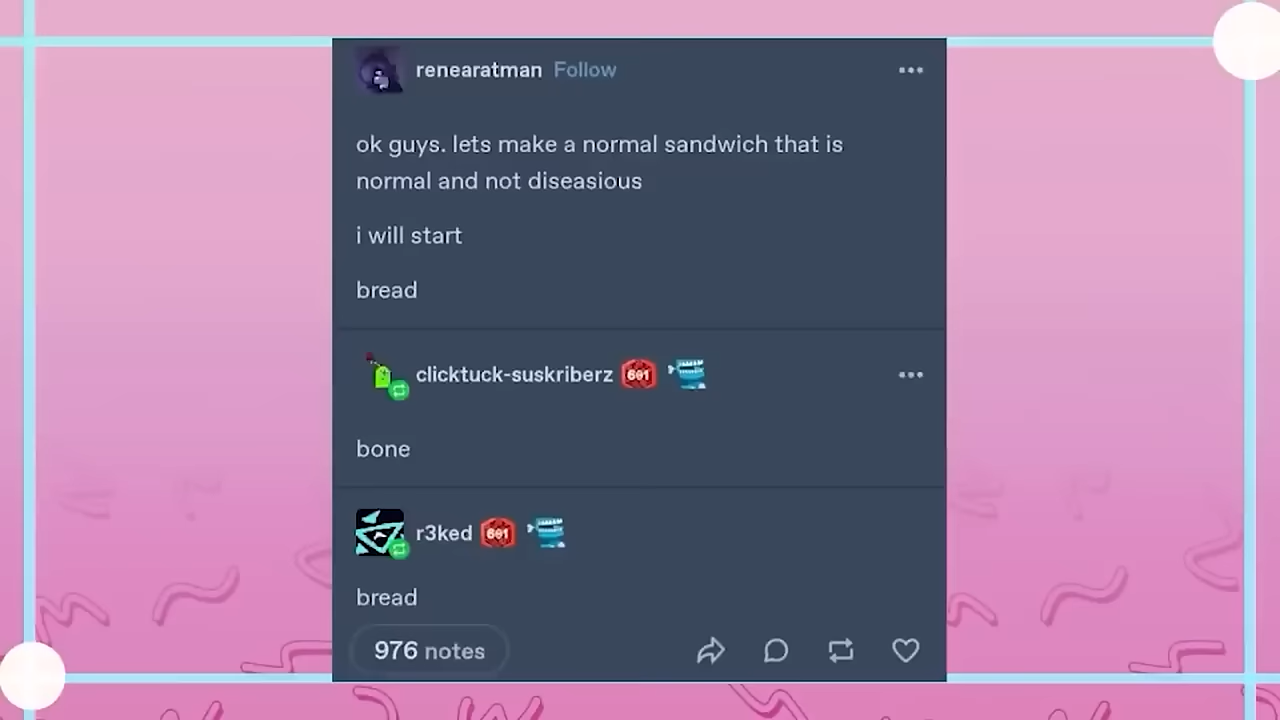 renearatman Follow
ok guys. lets make a normal sandwich that is
normal and not diseasious
i will start
bread
clicktuck-suskriberz
bone
r3ked
bread
976 notes